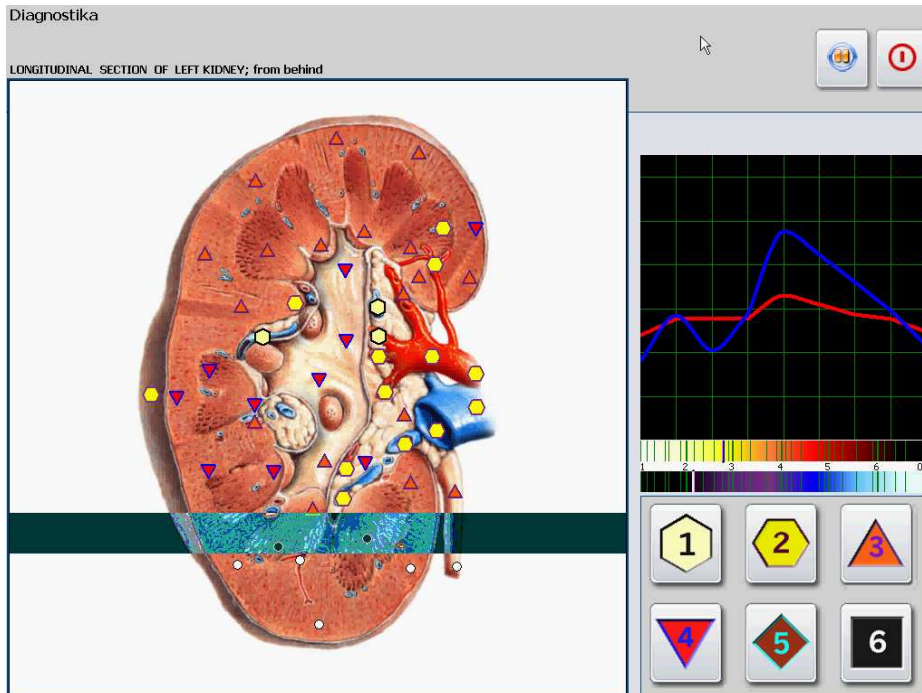 Diagnostika
LONGITUDINAL SECTION OF LEFT KIDNEY; from behind
1 2 3 4 5 6 0
1 2 3
4 5 6